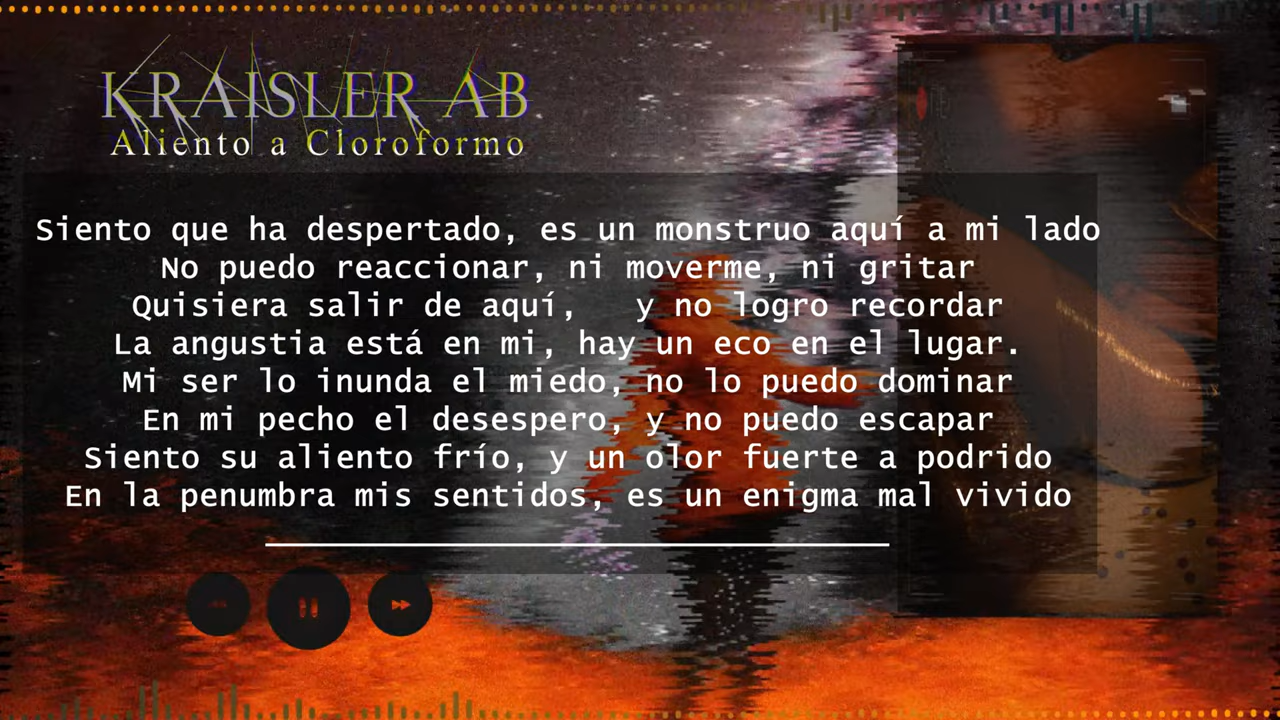 KRAISLER AB
Aliento a Cloroformo
Siento que ha despertado, es un monstruo aquí a mi lado
No puedo reaccionar, ni moverme, ni gritar
Quisiera salir de aquí, y no logro recordar
La angustia está en mi, hay un eco en el lugar.
Mi ser lo inunda el miedo, no lo puedo dominar
En mi pecho el desespero, y no puedo escapar
Siento su aliento frío, y un olor fuerte a podrido
En la penumbra mis sentidos, es un enigma mal vivido